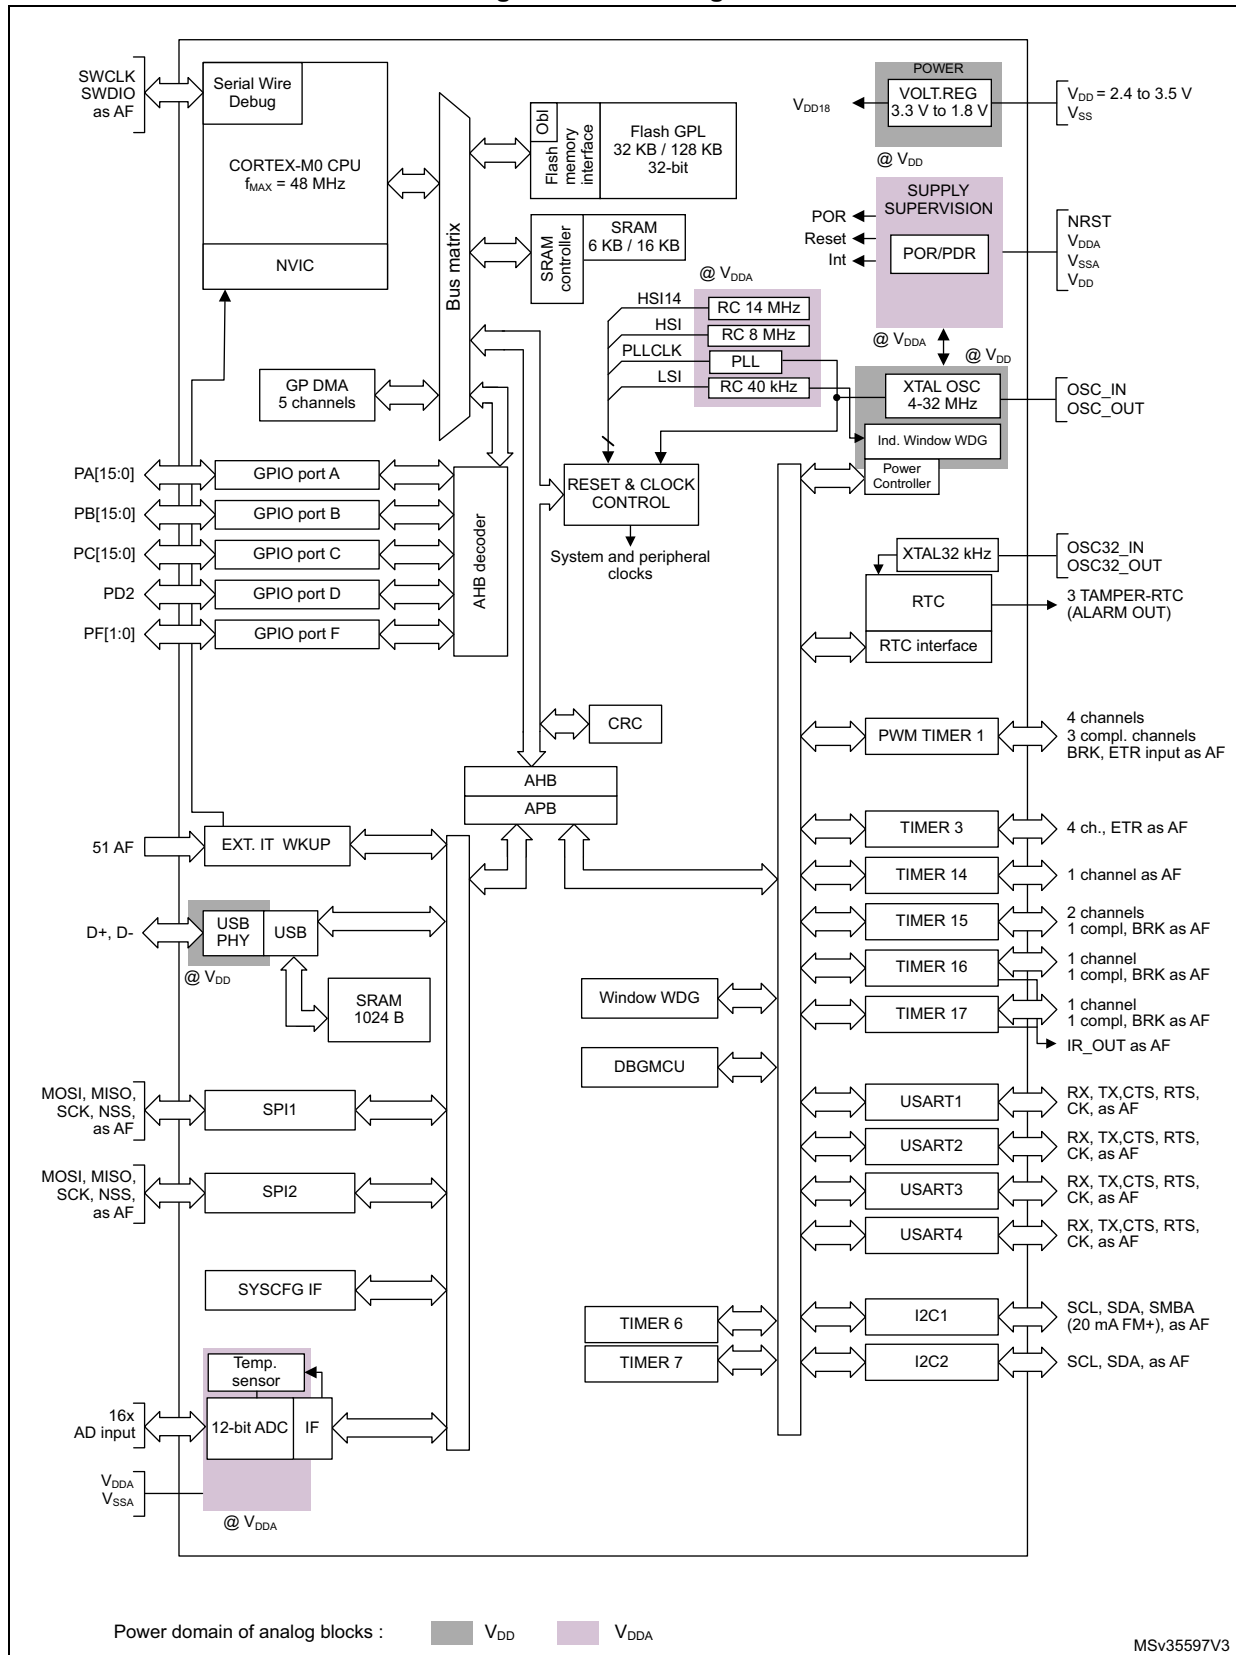 SWCLK
SWDIO
as AF
Serial Wire
Debug
CORTEX-M0 CPU
fMAX = 48 MHz
NVIC
Bus matrix
Obl
Flash
memory
interface
Flash GPL
32 KB / 128 KB
32-bit
SRAM
controller
SRAM
6 KB / 16 KB
POWER
VOLT.REG
3.3 V to 1.8 V
VDD18
VDD = 2.4 to 3.5 V
VSS
@ VDD
SUPPLY
SUPERVISION
POR
Reset
Int
POR/PDR
NRST
VDDA
VSSA
VDD
@ VDDA
@ VDDA
HSI14
RC 14 MHz
HSI
RC 8 MHz
PLLCLK
PLL
LSI
RC 40 kHz
@ VDD
XTAL OSC
4-32 MHz
OSC_IN
OSC_OUT
Ind. Window WDG
Power
Controller
GP DMA
5 channels
PA[15:0]
GPIO port A
PB[15:0]
GPIO port B
PC[15:0]
GPIO port C
PD2
GPIO port D
PF[1:0]
GPIO port F
AHB decoder
RESET & CLOCK
CONTROL
System and peripheral
clocks
XTAL32 kHz
OSC32_IN
OSC32_OUT
RTC
3 TAMPER-RTC
(ALARM OUT)
RTC interface
CRC
AHB
APB
PWM TIMER 1
4 channels
3 compl. channels
BRK, ETR input as AF
51 AF
EXT. IT WKUP
TIMER 3
4 ch., ETR as AF
TIMER 14
1 channel as AF
D+, D-
USB
PHY
USB
@ VDD
SRAM
1024 B
TIMER 15
2 channels
1 compl, BRK as AF
TIMER 16
1 channel
1 compl, BRK as AF
Window WDG
TIMER 17
1 channel
1 compl, BRK as AF
IR_OUT as AF
DBGMCU
MOSI, MISO,
SCK, NSS,
as AF
SPI1
USART1
RX, TX,CTS, RTS,
CK, as AF
USART2
RX, TX,CTS, RTS,
CK, as AF
MOSI, MISO,
SCK, NSS,
as AF
SPI2
USART3
RX, TX,CTS, RTS,
CK, as AF
USART4
RX, TX,CTS, RTS,
CK, as AF
SYSCFG IF
TIMER 6
TIMER 7
I2C1
SCL, SDA, SMBA
(20 mA FM+), as AF
I2C2
SCL, SDA, as AF
Temp.
sensor
16x
AD input
12-bit ADC
IF
VDDA
VSSA
@ VDDA
Power domain of analog blocks :
VDD
VDDA
MSv35597V3